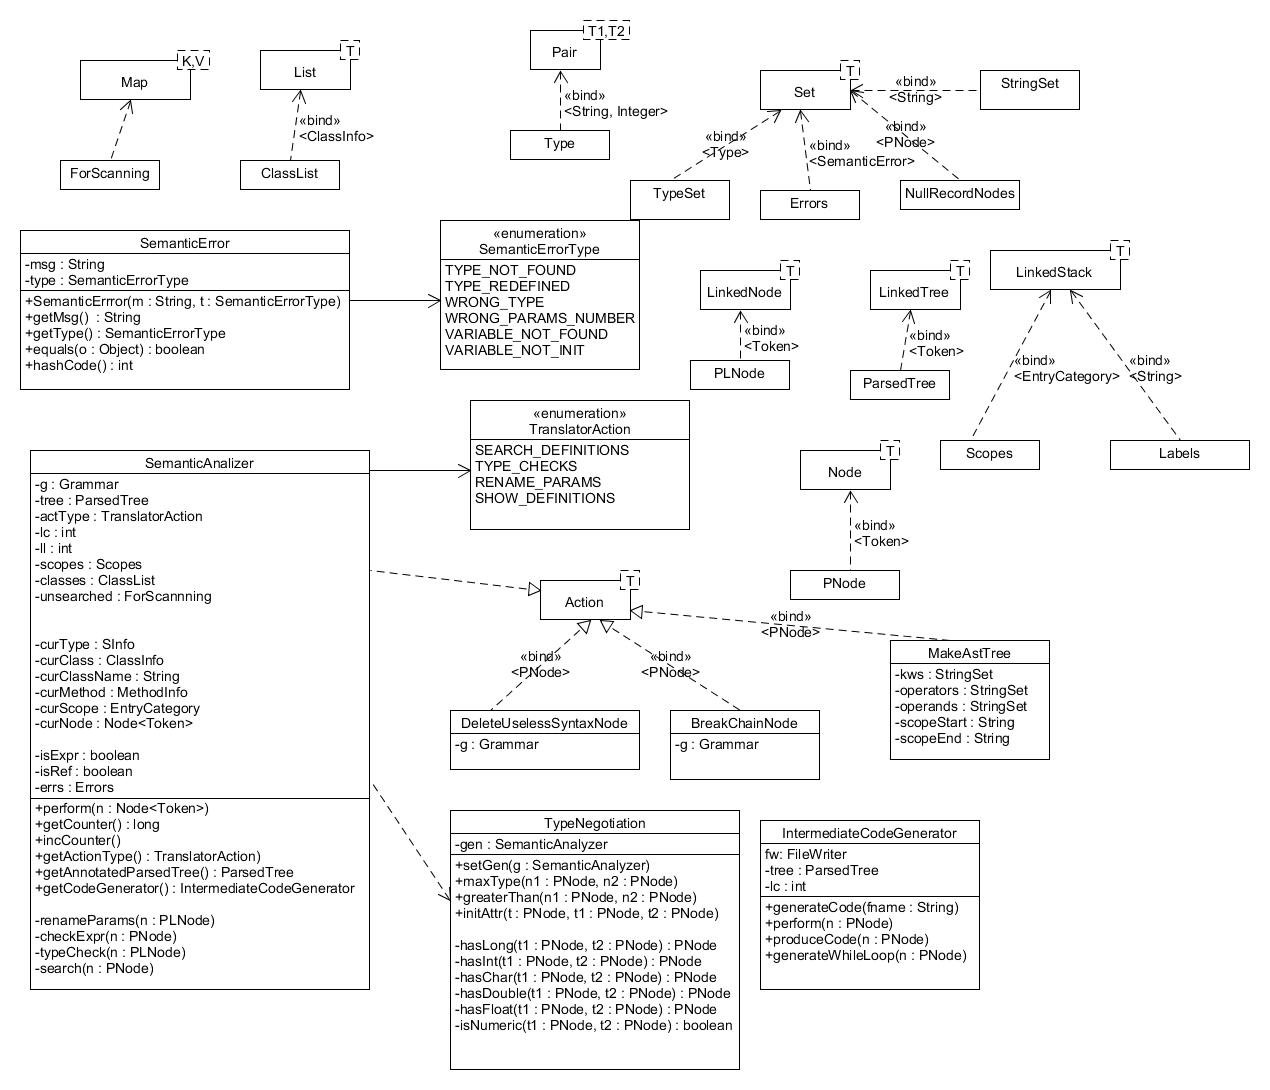 K,V
Map
ForScanning
T
List
«bind»
<ClassInfo>
ClassList
T1,T2
Pair
«bind»
<String, Integer>
Type
T
Set
«bind»
<String>
StringSet
«bind»
<Type>
TypeSet
«bind»
<SemanticError>
Errors
«bind»
<PNode>
NullRecordNodes
SemanticError
-msg : String
-type : SemanticErrorType
+SemanticErrror(m : String, t : SemanticErrorType)
+getMsg() : String
+getType() : SemanticErrorType
+equals(o : Object) : boolean
+hashCode() : int
«enumeration»
SemanticErrorType
TYPE_NOT_FOUND
TYPE_REDEFINED
WRONG_TYPE
WRONG_PARAMS_NUMBER
VARIABLE_NOT_FOUND
VARIABLE_NOT_INIT
T
LinkedNode
«bind»
<Token>
PLNode
T
LinkedTree
«bind»
<Token>
ParsedTree
T
LinkedStack
«bind»
<EntryCategory>
Scopes
«bind»
<String>
Labels
«enumeration»
TranslatorAction
SEARCH_DEFINITIONS
TYPE_CHECKS
RENAME_PARAMS
SHOW_DEFINITIONS
T
Node
«bind»
<Token>
PNode
SemanticAnalizer
-g : Grammar
-tree : ParsedTree
-actType : TranslatorAction
-lc : int
-ll : int
-scopes : Scopes
-classes : ClassList
-unsearched : ForScannning
-curType : SInfo
-curClass : ClassInfo
-curClassName : String
-curMethod : MethodInfo
-curScope : EntryCategory
-curNode : Node<Token>
-isExpr : boolean
-isRef : boolean
-errs : Errors
+perform(n : Node<Token>)
+getCounter() : long
+incCounter()
+getActionType() : TranslatorAction)
+getAnnotatedParsedTree() : ParsedTree
+getCodeGenerator() : IntermediateCodeGenerator
-renameParams(n : PLNode)
-checkExpr(n : PNode)
-typeCheck(n : PLNode)
-search(n : PNode)
T
Action
«bind»
<PNode>
«bind»
<PNode>
«bind»
<PNode>
DeleteUselessSyntaxNode
-g : Grammar
BreakChainNode
-g : Grammar
MakeAstTree
-kws : StringSet
-operators : StringSet
-operands : StringSet
-scopeStart : String
-scopeEnd : String
TypeNegotiation
-gen : SemanticAnalyzer
+setGen(g : SemanticAnalyzer)
+maxType(n1 : PNode, n2 : PNode)
+greaterThan(n1 : PNode, n2 : PNode)
+initAttr(t : PNode, t1 : PNode, t2 : PNode)
-hasLong(t1 : PNode, t2 : PNode) : PNode
-hasInt(t1 : PNode, t2 : PNode) : PNode
-hasChar(t1 : PNode, t2 : PNode) : PNode
-hasDouble(t1 : PNode, t2 : PNode) : PNode
-hasFloat(t1 : PNode, t2 : PNode) : PNode
-isNumeric(t1 : PNode, t2 : PNode) : boolean
IntermediateCodeGenerator
fw: FileWriter
-tree : ParsedTree
-lc : int
+generateCode(fname : String)
+perform(n : PNode)
+produceCode(n : PNode)
+generateWhileLoop(n : PNode)